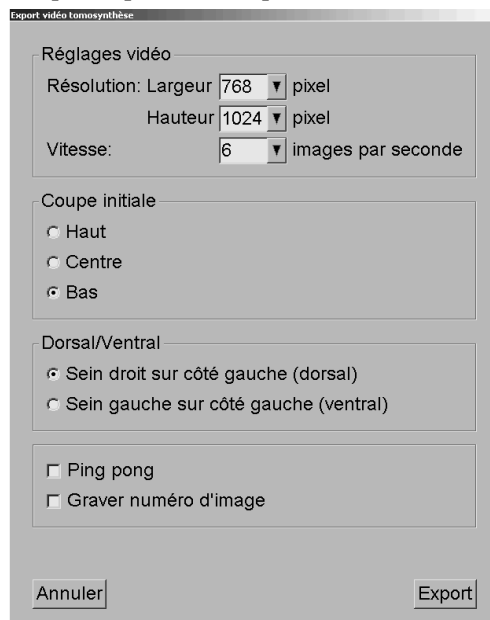 Export vidéo tomosynthèse
Réglages vidéo
Résolution: Largeur 768 pixel
Hauteur 1024 pixel
Vitesse: 6 images par seconde
Coupe initiale
Haut
Centre
Bas
Dorsal/Ventral
Sein droit sur côté gauche (dorsal)
Sein gauche sur côté gauche (ventral)
Ping pong
Graver numéro d'image
Annuler Export